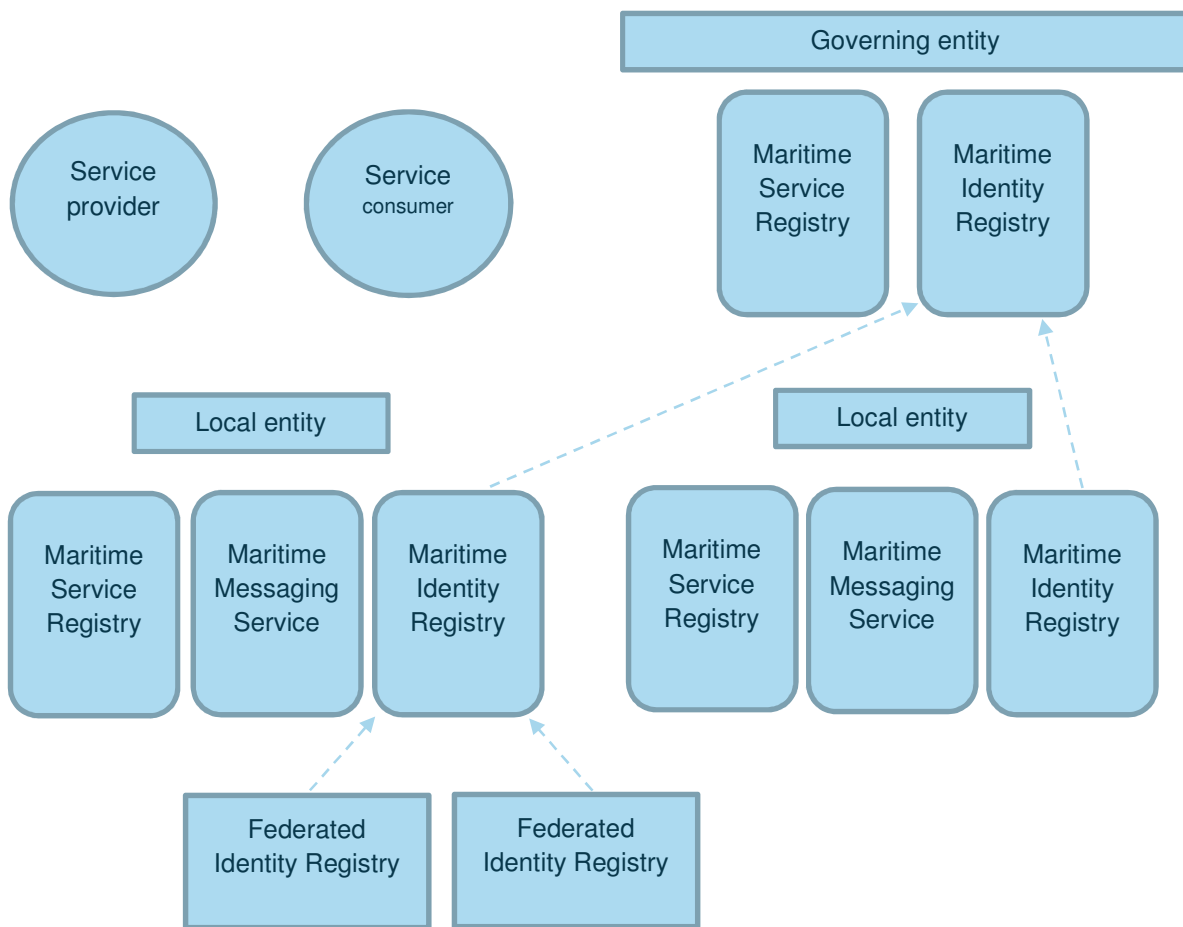 Governing entity
Service
provider
Service
consumer
Maritime
Service
Registry
Maritime
Identity
Registry
Local entity
Local entity
Maritime
Service
Registry
Maritime
Messaging
Service
Maritime
Identity
Registry
Maritime
Service
Registry
Maritime
Messaging
Service
Maritime
Identity
Registry
Federated
Identity Registry
Federated
Identity Registry